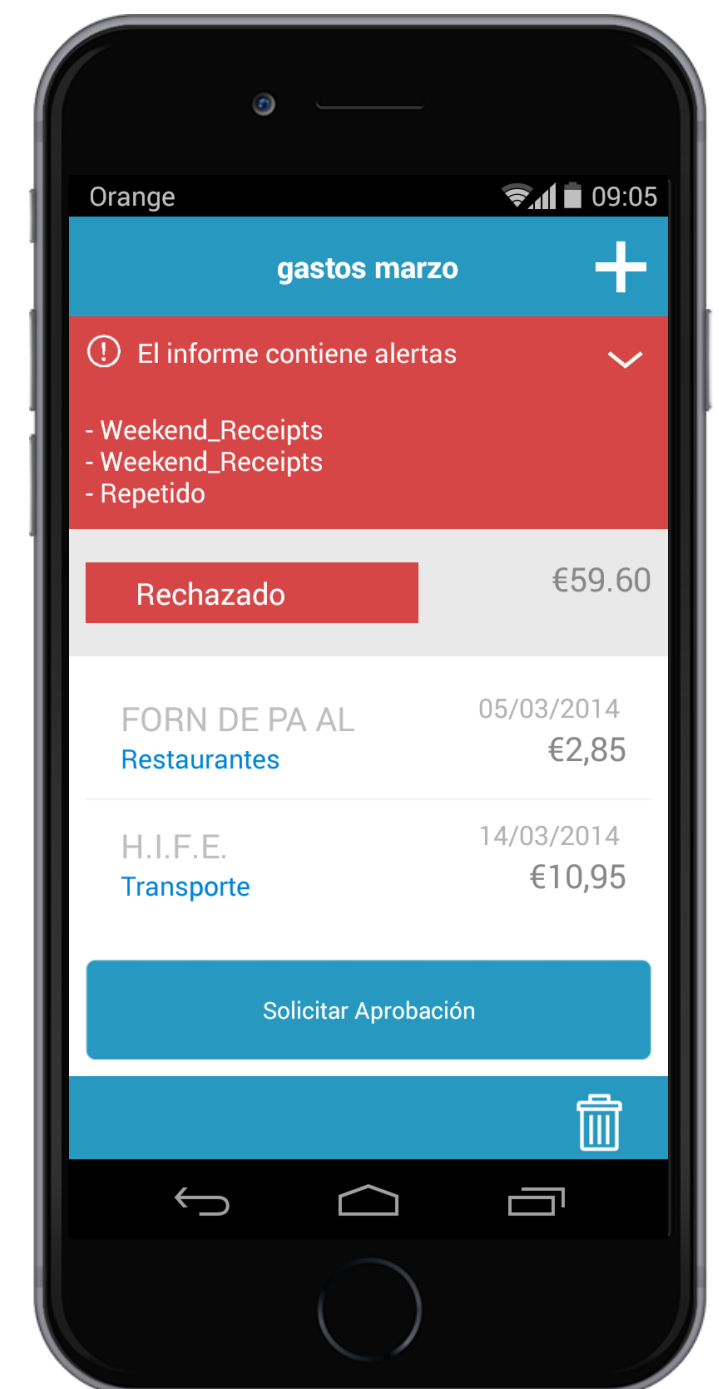 Orange 09:05
gastos marzo
El informe contiene alertas
- Weekend_Receipts
- Weekend_Receipts
- Repetido
Rechazado €59.60
FORN DE PA AL 05/03/2014
Restaurantes €2,85
H.I.F.E. 14/03/2014
Transporte €10,95
Solicitar Aprobación